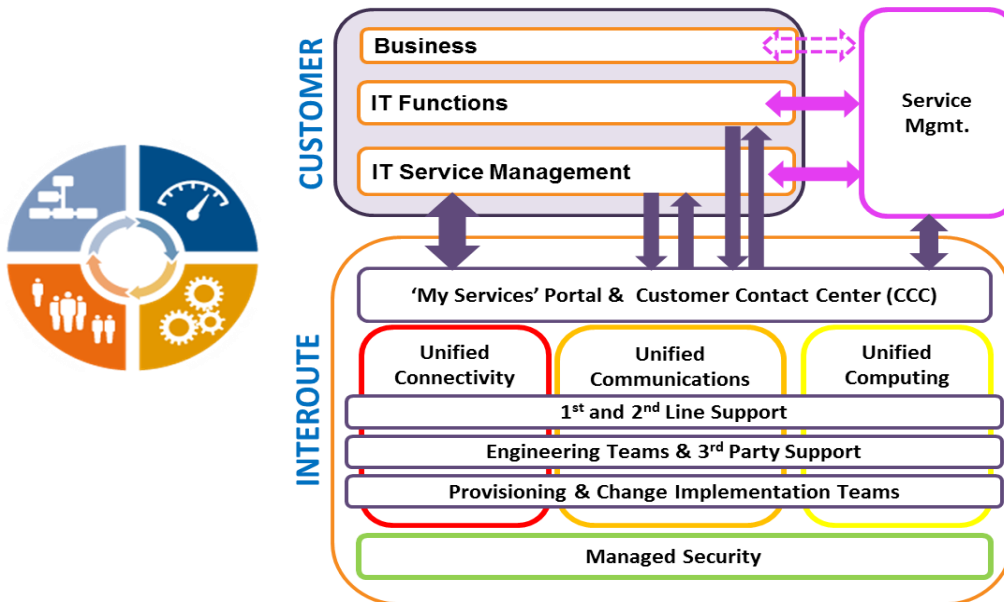 CUSTOMER
Business
IT Functions
IT Service Management
Service
Mgmt.
INTEROUTE
‘My Services’ Portal & Customer Contact Center (CCC)
Unified
Connectivity
Unified
Communications
Unified
Computing
1st and 2nd Line Support
Engineering Teams & 3rd Party Support
Provisioning & Change Implementation Teams
Managed Security